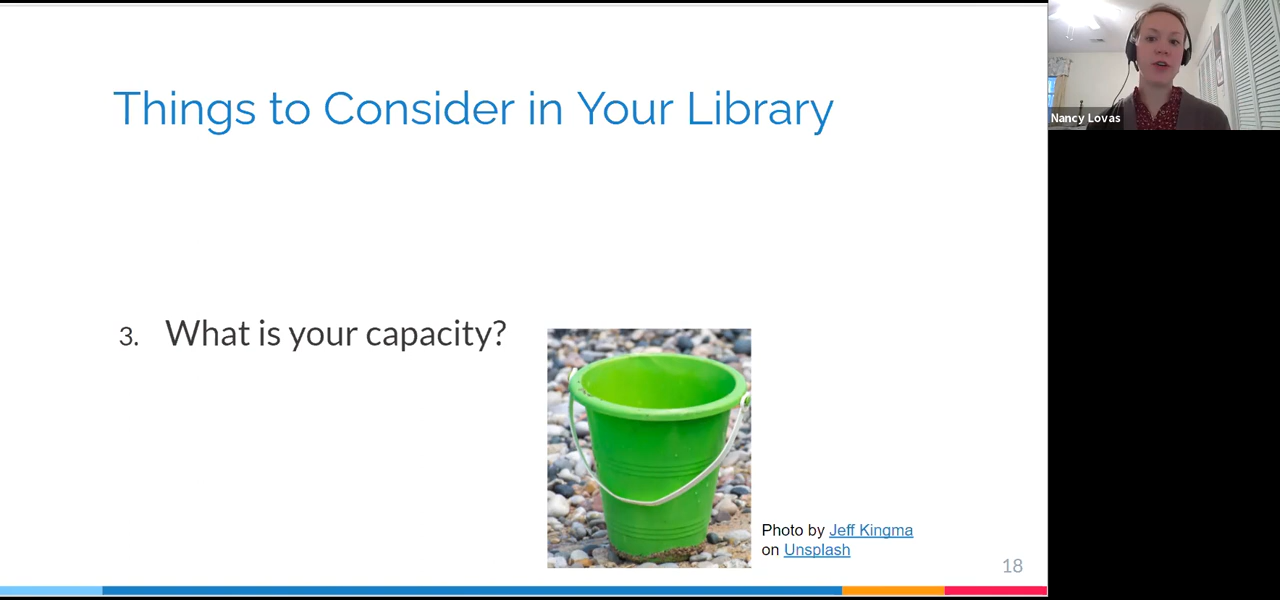 Things to Consider in Your Library
3. What is your capacity?
Photo by Jeff Kingma
on Unsplash
18
Nancy Lovas